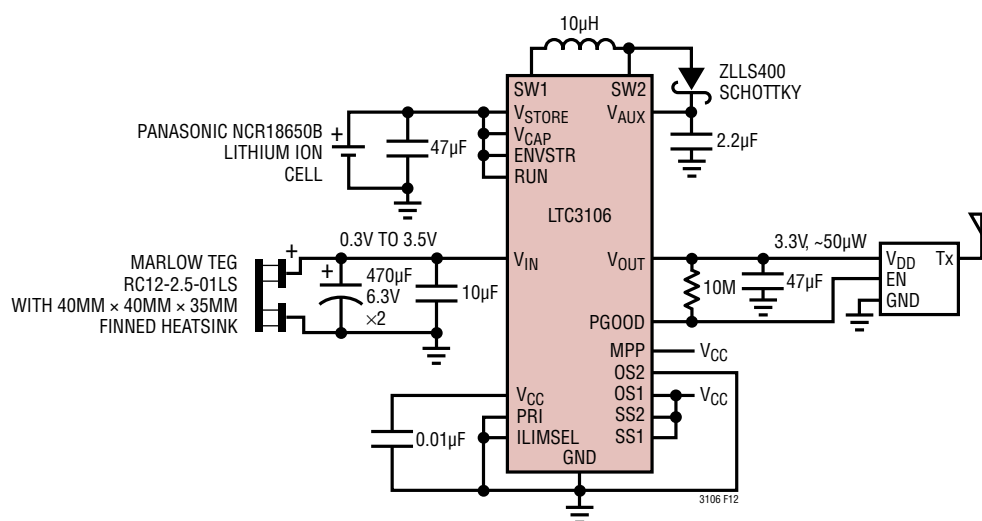 10µH
SW1
SW2
ZLLS400
SCHOTTKY
PANASONIC NCR18650B
LITHIUM ION
CELL
+
47µF
VSTORE
VCAP
ENVSTR
RUN
VAUX
2.2µF
LTC3106
0.3V TO 3.5V
+
MARLOW TEG
RC12-2.5-01LS
WITH 40MM × 40MM × 35MM
FINNED HEATSINK
+
470µF
6.3V
×2
10µF
VIN
VOUT
3.3V, ~50µW
10M
47µF
VDD
EN
GND
Tx
PGOOD
MPP
VCC
OS2
OS1
VCC
SS2
SS1
VCC
PRI
ILIMSEL
GND
0.01µF
3106 F12